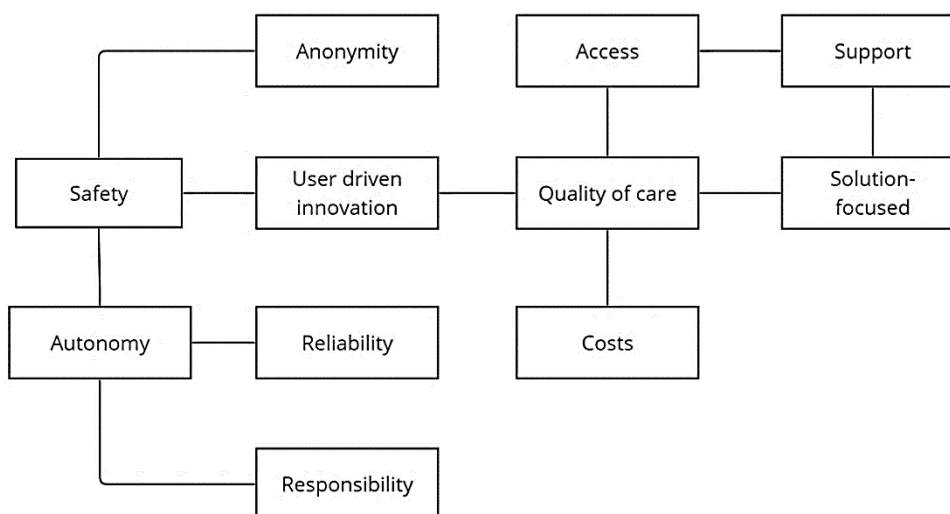 Anonymity
Access
Support
Safety
User driven
innovation
Quality of care
Solution-
focused
Autonomy
Reliability
Costs
Responsibility